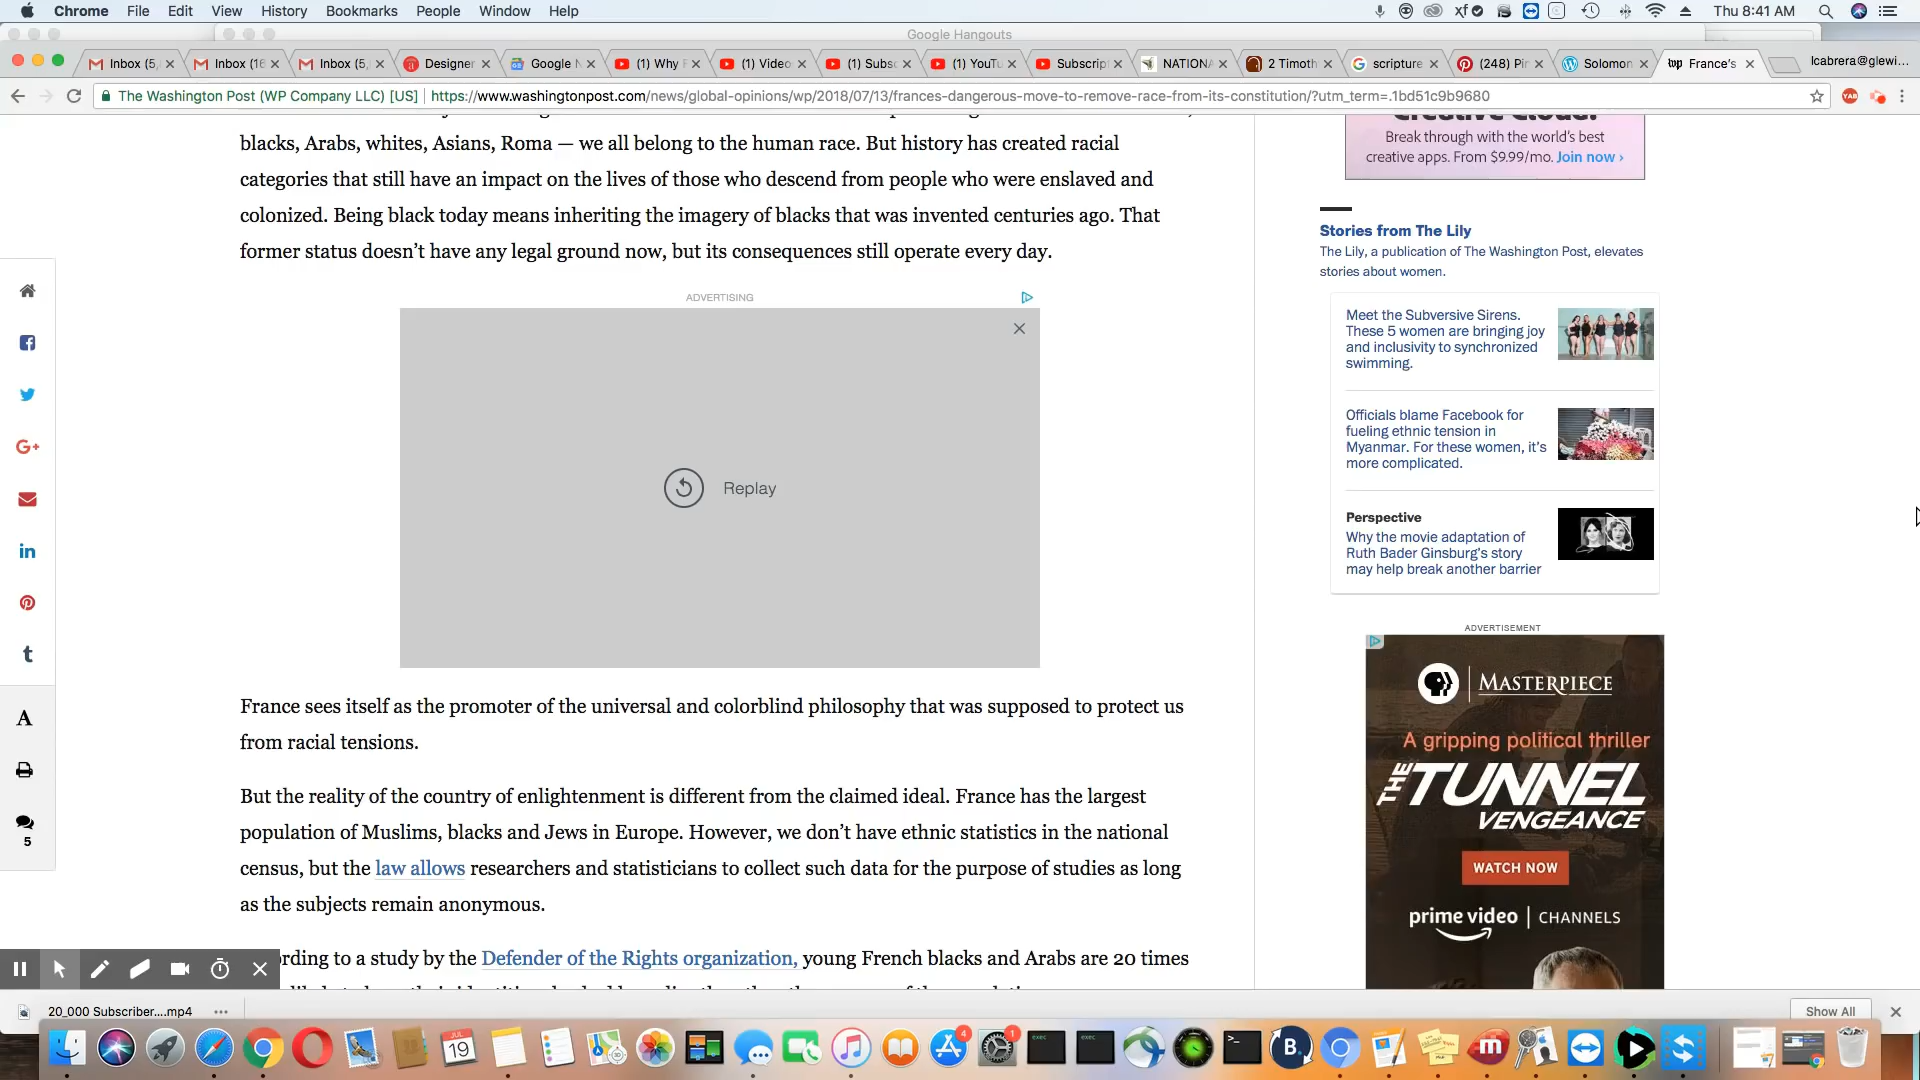 Chrome File Edit View History Bookmarks People Window Help
Thu 8:41 AM
Google Hangouts
Inbox (5, Inbox (16 Inbox (5, Designer Google N (1) Why F (1) Video (1) Subsc (1) YouTu Subscrip NATIONA 2 Timoth scripture (248) Pin Solomon France's lcabrera@glewi...
The Washington Post (WP Company LLC) [US] https://www.washingtonpost.com/news/global-opinions/wp/2018/07/13/frances-dangerous-move-to-remove-race-from-its-constitution/?utm_term=.1bd51c9b9680
blacks, Arabs, whites, Asians, Roma — we all belong to the human race. But history has created racial
categories that still have an impact on the lives of those who descend from people who were enslaved and
colonized. Being black today means inheriting the imagery of blacks that was invented centuries ago. That
former status doesn't have any legal ground now, but its consequences still operate every day.
ADVERTISING
Replay
France sees itself as the promoter of the universal and colorblind philosophy that was supposed to protect us
from racial tensions.
But the reality of the country of enlightenment is different from the claimed ideal. France has the largest
population of Muslims, blacks and Jews in Europe. However, we don't have ethnic statistics in the national
census, but the law allows researchers and statisticians to collect such data for the purpose of studies as long
as the subjects remain anonymous.
rding to a study by the Defender of the Rights organization, young French blacks and Arabs are 20 times
A
5
Creative Cloud.
Break through with the world's best
creative apps. From $9.99/mo. Join now ›
Stories from The Lily
The Lily, a publication of The Washington Post, elevates
stories about women.
Meet the Subversive Sirens.
These 5 women are bringing joy
and inclusivity to synchronized
swimming.
Officials blame Facebook for
fueling ethnic tension in
Myanmar. For these women, it's
more complicated.
Perspective
Why the movie adaptation of
Ruth Bader Ginsburg's story
may help break another barrier
ADVERTISEMENT
MASTERPIECE
A gripping political thriller
THE TUNNEL
VENGEANCE
WATCH NOW
prime video | CHANNELS
20_000 Subscriber....mp4
Show All
JUL
19
4
1
exec
exec
B.